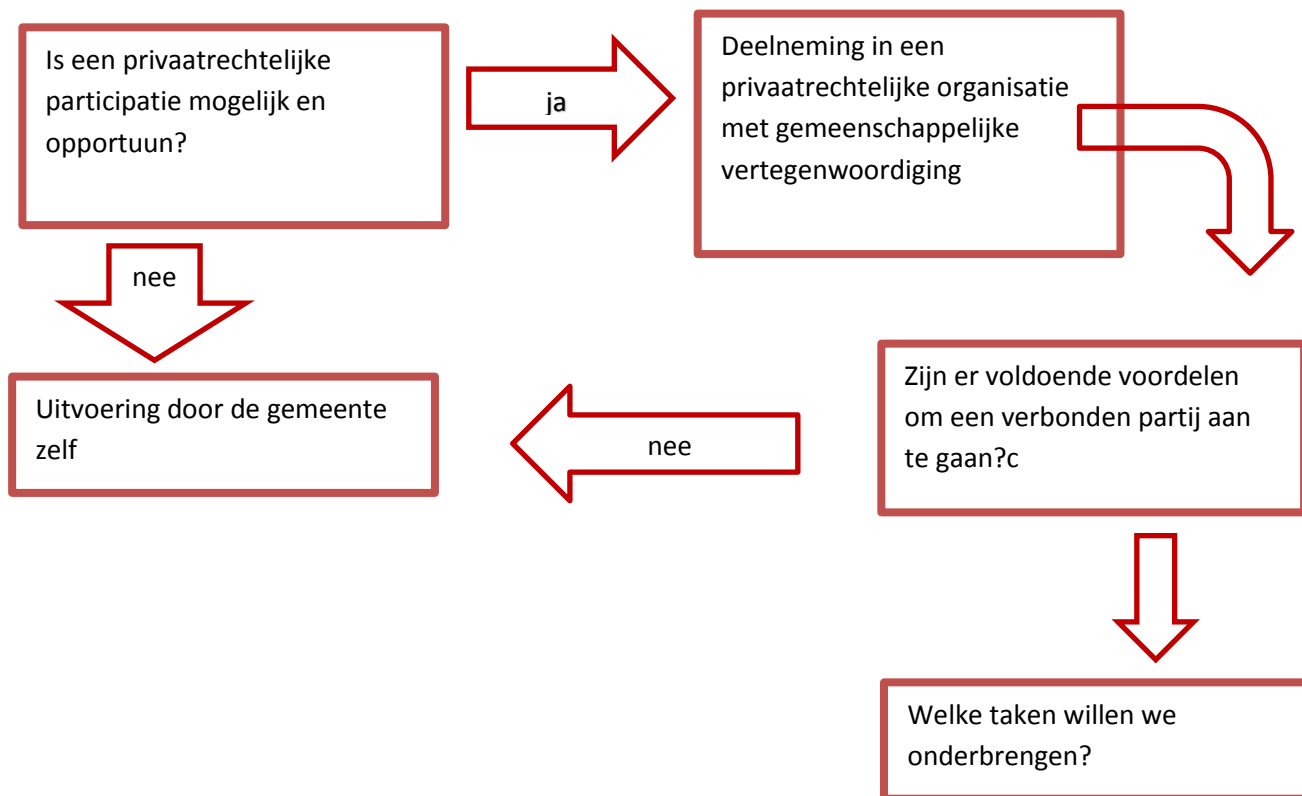 Is een privaatrechtelijke
participatie mogelijk en
opportuun?
ja
Deelneming in een
privaatrechtelijke organisatie
met gemeenschappelijke
vertegenwoordiging
nee
Uitvoering door de gemeente
zelf
nee
Zijn er voldoende voordelen
om een verbonden partij aan
te gaan?c
Welke taken willen we
onderbrengen?